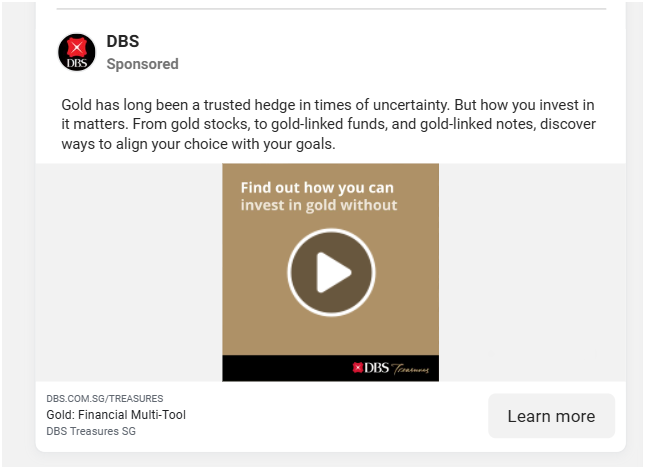 DBS
Sponsored
Gold has long been a trusted hedge in times of uncertainty. But how you invest in
it matters. From gold stocks, to gold-linked funds, and gold-linked notes, discover
ways to align your choice with your goals.
Find out how you can
invest in gold without
DBS Treasures
DBS.COM.SG/TREASURES
Gold: Financial Multi-Tool
DBS Treasures SG
Learn more